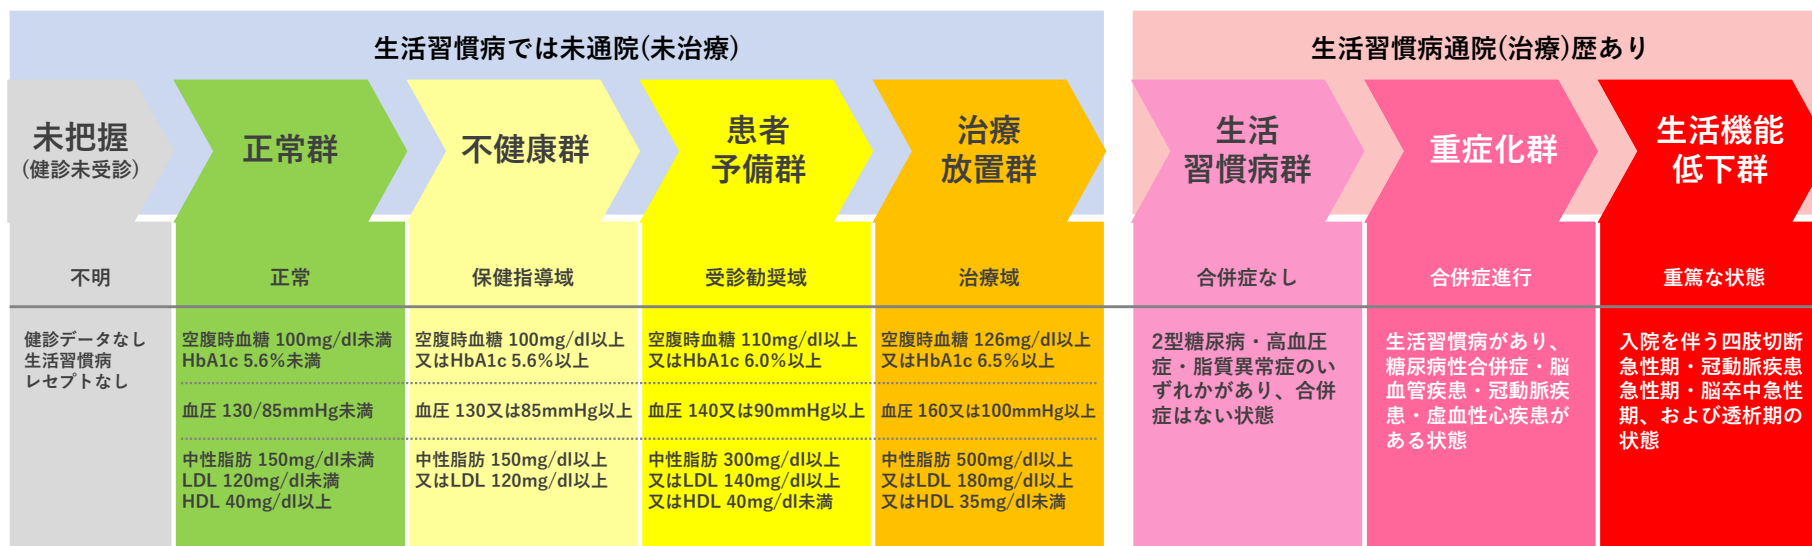 生活習慣病では未通院(未治療)
生活習慣病通院(治療)歴あり
未把握
(健診未受診)
正常群
不健康群
患者
予備群
治療
放置群
生活
習慣病群
重症化群
生活機能
低下群
不明
正常
保健指導域
受診勧奨域
治療域
合併症なし
合併症進行
重篤な状態
健診データなし
生活習慣病
レセプトなし
空腹時血糖 100mg/dl未満
HbA1c 5.6%未満
血圧 130/85mmHg未満
中性脂肪 150mg/dl未満
LDL 120mg/dl未満
HDL 40mg/dl以上
空腹時血糖 100mg/dl以上
又はHbA1c 5.6%以上
血圧 130又は85mmHg以上
中性脂肪 150mg/dl以上
又はLDL 120mg/dl以上
空腹時血糖 110mg/dl以上
又はHbA1c 6.0%以上
血圧 140又は90mmHg以上
中性脂肪 300mg/dl以上
又はLDL 140mg/dl以上
又はHDL 40mg/dl未満
空腹時血糖 126mg/dl以上
又はHbA1c 6.5%以上
血圧 160又は100mmHg以上
中性脂肪 500mg/dl以上
又はLDL 180mg/dl以上
又はHDL 35mg/dl未満
2型糖尿病・高血圧
症・脂質異常症のい
ずれかがあり、合併
症はない状態
生活習慣病があり、
糖尿病性合併症・脳
血管疾患・冠動脈疾
患・虚血性心疾患が
ある状態
入院を伴う四肢切断
急性期・冠動脈疾患
急性期・脳卒中急性
期、および透析期の
状態